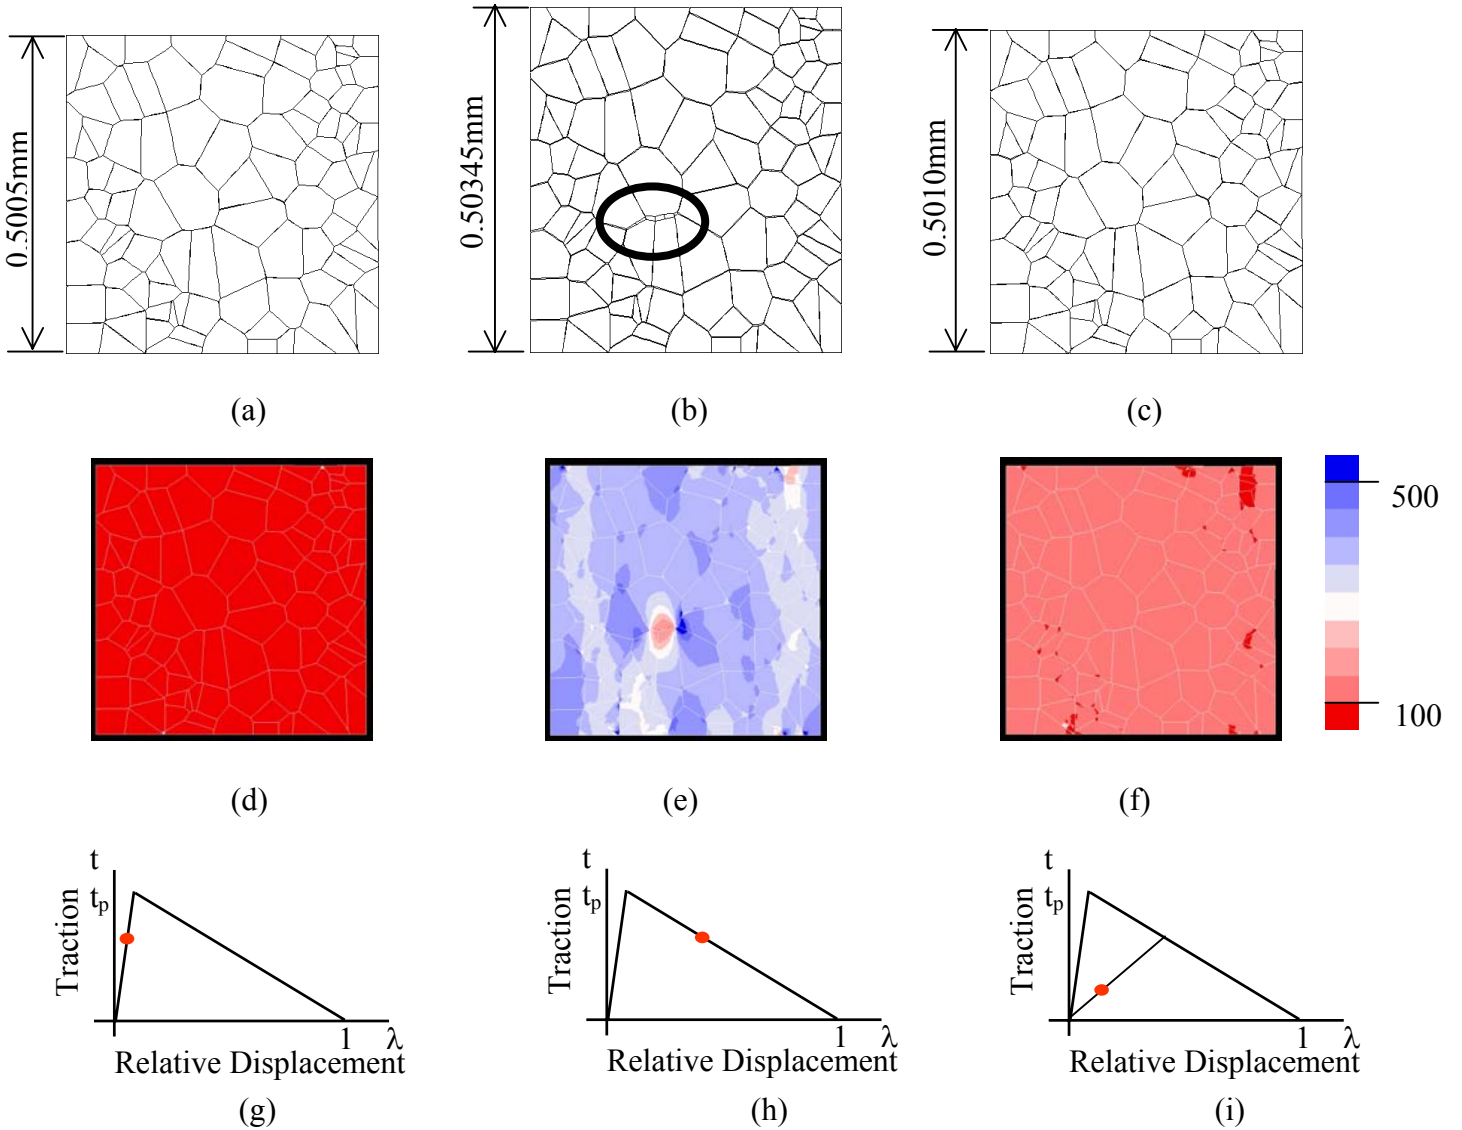 0.5005mm
0.50345mm
0.5010mm
(a)
(b)
(c)
500
100
(d)
(e)
(f)
t
tp
Traction
1
λ
Relative Displacement
t
tp
Traction
1
λ
Relative Displacement
t
tp
Traction
1
λ
Relative Displacement
(g)
(h)
(i)